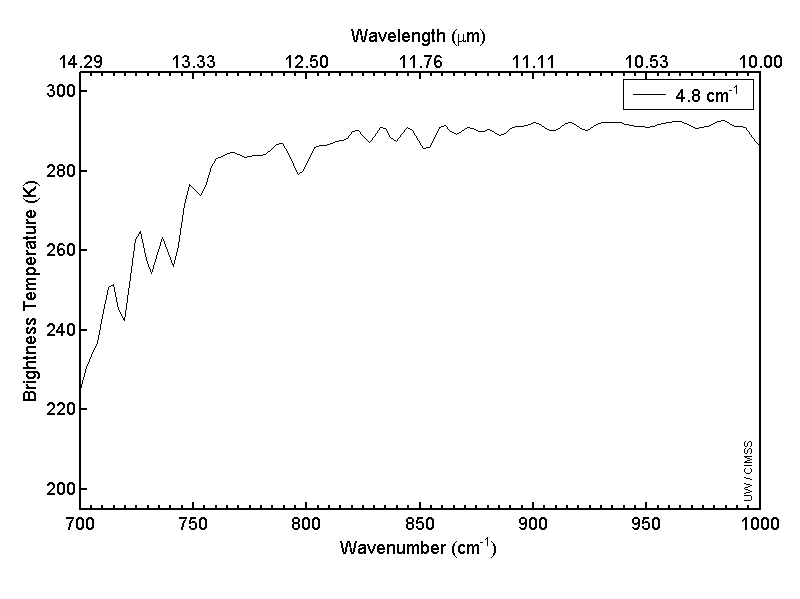 Wavelength (μm)
14.29 13.33 12.50 11.76 11.11 10.53 10.00
4.8 cm⁻¹
300
280
260
240
220
200
Brightness Temperature (K)
UW / CIMSS
700 750 800 850 900 950 1000
Wavenumber (cm⁻¹)